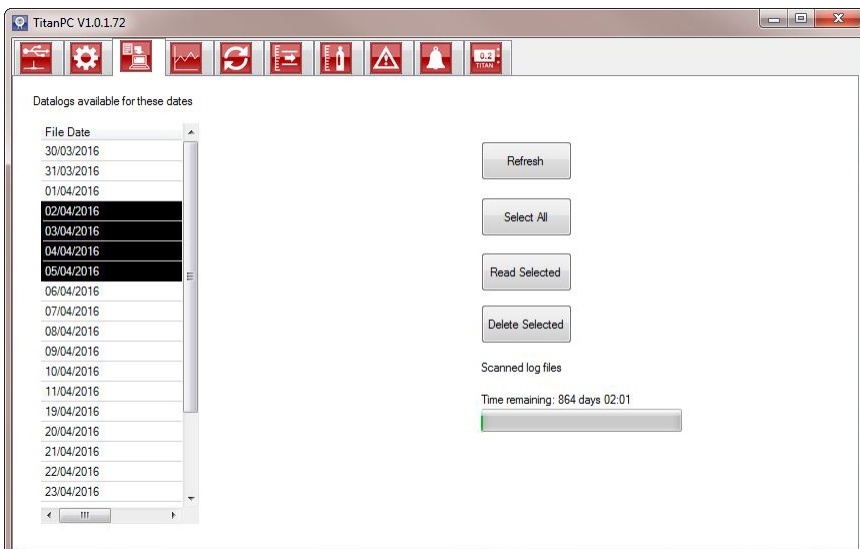 TitanPC V1.0.1.72
0.2
TITAN
Datalogs available for these dates
File Date
30/03/2016
31/03/2016
01/04/2016
02/04/2016
03/04/2016
04/04/2016
05/04/2016
06/04/2016
07/04/2016
08/04/2016
09/04/2016
10/04/2016
11/04/2016
19/04/2016
20/04/2016
21/04/2016
22/04/2016
23/04/2016
Refresh
Select All
Read Selected
Delete Selected
Scanned log files
Time remaining: 864 days 02:01